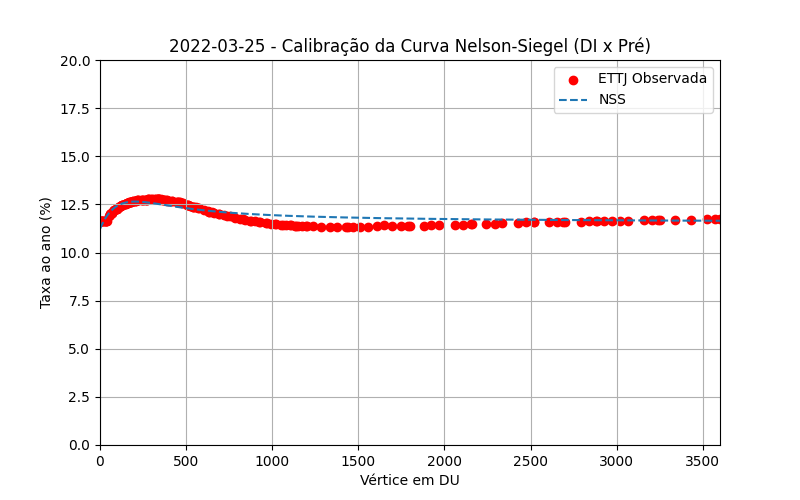 2022-03-25 - Calibração da Curva Nelson-Siegel (DI x Pré)
ETTJ Observada
NSS
20.0
17.5
15.0
12.5
10.0
7.5
5.0
2.5
0.0
Taxa ao ano (%)
0 500 1000 1500 2000 2500 3000 3500
Vértice em DU